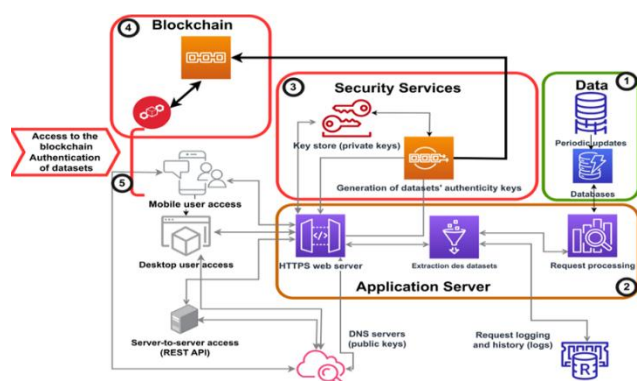 4
Blockchain
3
Security Services
Key store (private keys)
Generation of datasets' authenticity keys
1
Data
Periodic updates
Databases
Access to the
blockchain
Authentication
of datasets
5
Mobile user access
Desktop user access
Server-to-server access
(REST API)
HTTPS web server
Extraction des datasets
Request processing
Application Server
2
DNS servers
(public keys)
Request logging
and history (logs)
R